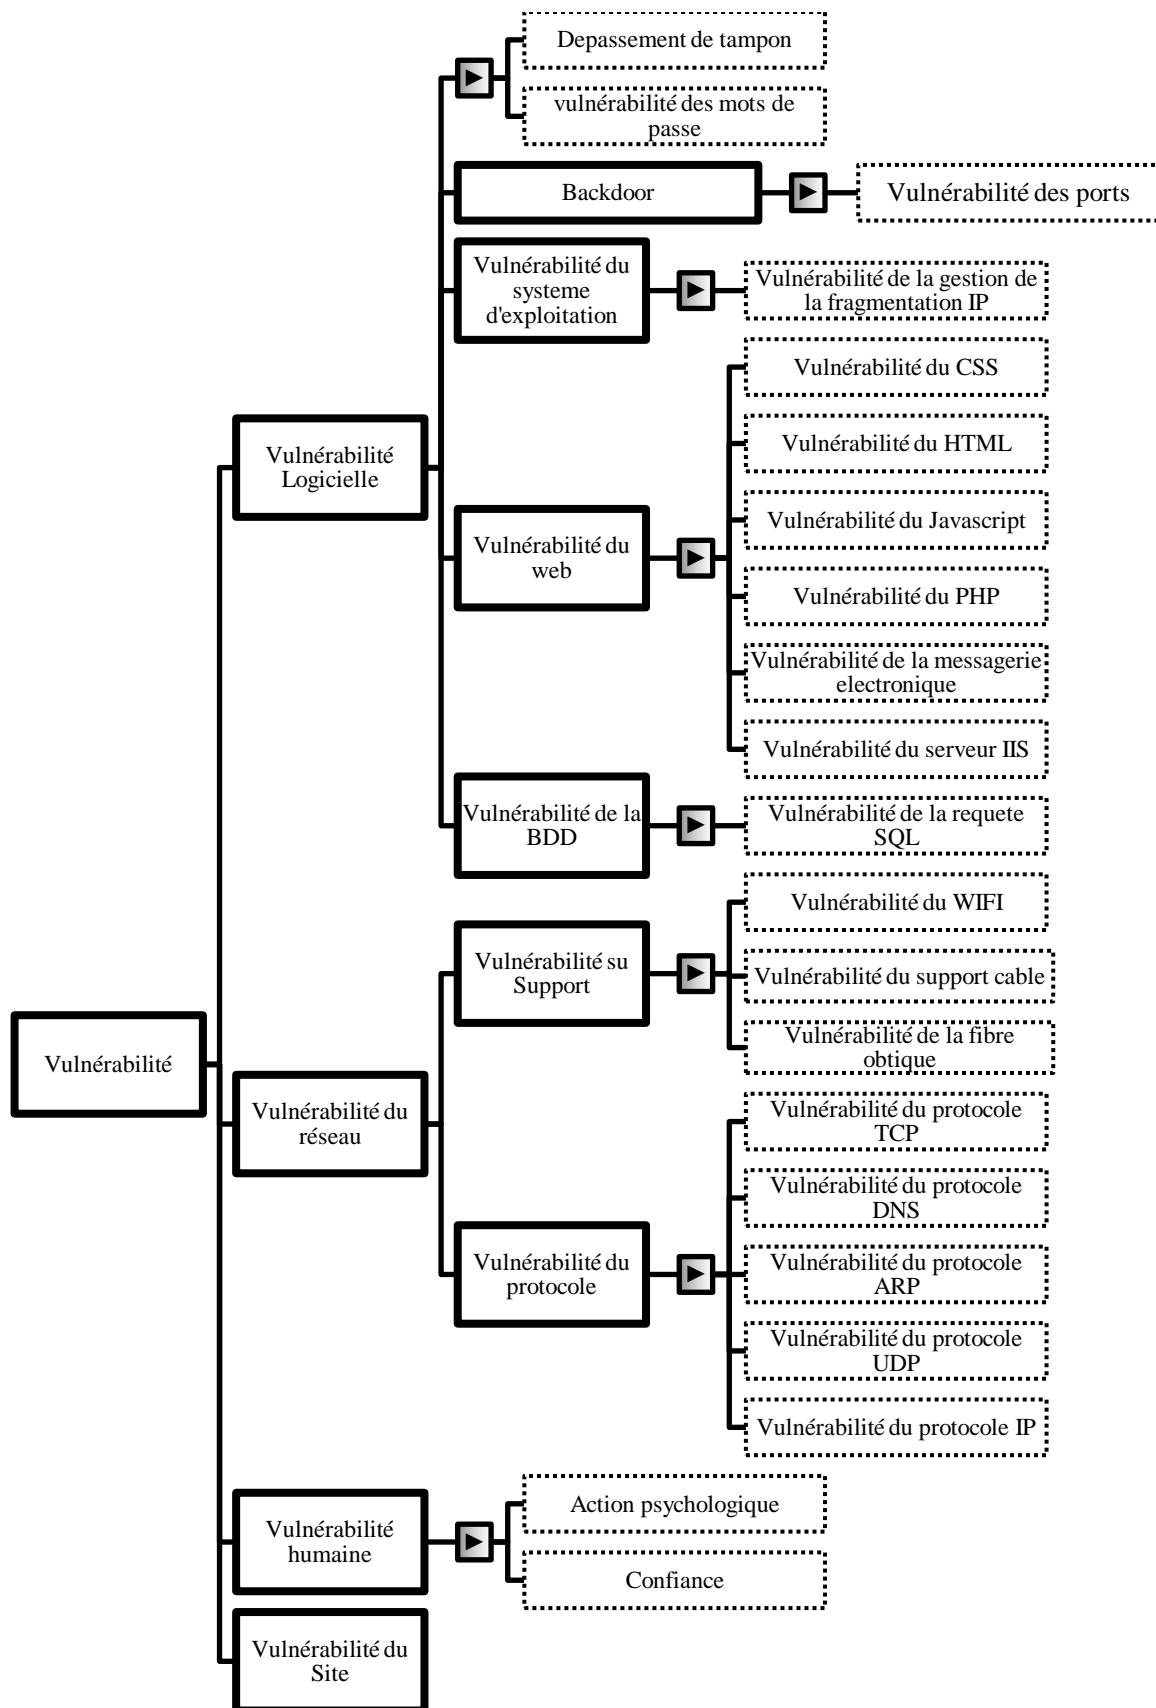 Depassement de tampon
vulnérabilité des mots de
passe
Backdoor
Vulnérabilité des ports
Vulnérabilité du
systeme
d'exploitation
Vulnérabilité de la gestion de
la fragmentation IP
Vulnérabilité du CSS
Vulnérabilité du HTML
Vulnérabilité
Logicielle
Vulnérabilité du Javascript
Vulnérabilité du
web
Vulnérabilité du PHP
Vulnérabilité de la messagerie
electronique
Vulnérabilité du serveur IIS
Vulnérabilité de la
BDD
Vulnérabilité de la requete
SQL
Vulnérabilité du WIFI
Vulnérabilité su
Support
Vulnérabilité du support cable
Vulnérabilité de la fibre
obtique
Vulnérabilité
Vulnérabilité du
réseau
Vulnérabilité du protocole
TCP
Vulnérabilité du protocole
DNS
Vulnérabilité du
protocole
Vulnérabilité du protocole
ARP
Vulnérabilité du protocole
UDP
Vulnérabilité du protocole IP
Vulnérabilité
humaine
Action psychologique
Confiance
Vulnérabilité du
Site